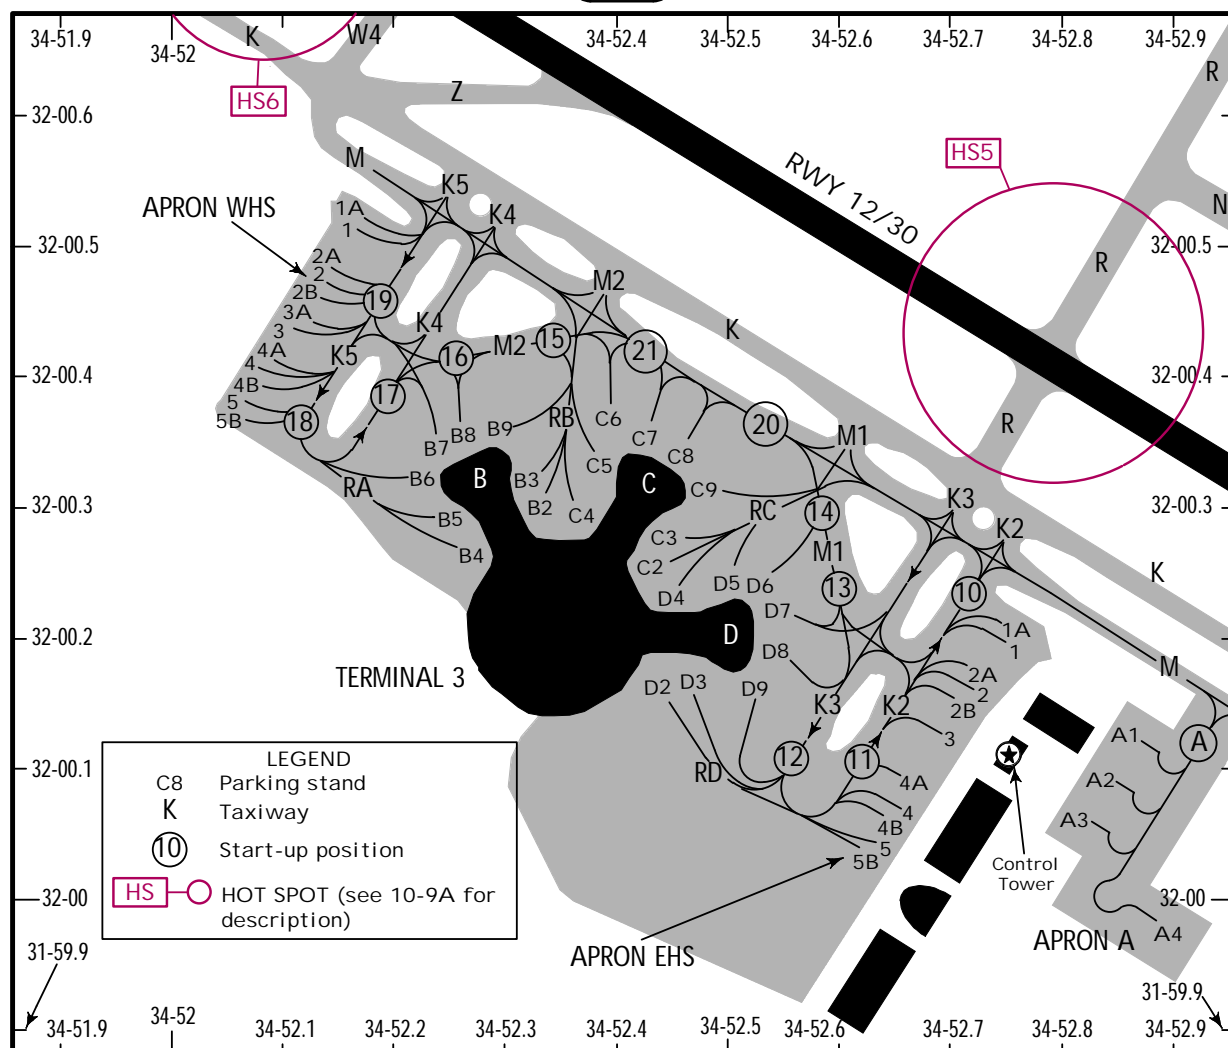 34-51.9
34-52
34-52.4
34-52.5
34-52.6
34-52.7
34-52.8
34-52.9
K
W4
HS6
Z
R
32-00.6
HS5
RWY 12/30
M
K5
K4
APRON WHS
1A
1
N
32-00.5
32-00.5
R
2A
2
2B
19
M2
3A
3
K4
K
15
21
16
M2
4A
4
4B
K5
32-00.4
32-00.4
17
5
5B
18
B7
B8
B9
RB
C6
C7
C8
20
M1
R
B6
B
B3
B2
C5
C4
C
C9
RA
B5
B4
32-00.3
32-00.3
RC
14
K3
K2
C3
C2
M1
D4
D5
D6
13
10
K
D7
1A
1
32-00.2
D
D8
TERMINAL 3
D2
D3
D9
2A
2
2B
M
K3
K2
3
12
11
A
A1
RD
4A
4
4B
5
5B
A2
A3
32-00.1
LEGEND
C8 Parking stand
K Taxiway
10 Start-up position
HS HOT SPOT (see 10-9A for
description)
Control
Tower
32-00
32-00
APRON A
A4
APRON EHS
31-59.9
31-59.9
34-51.9
34-52
34-52.1
34-52.2
34-52.3
34-52.4
34-52.5
34-52.6
34-52.7
34-52.8
34-52.9